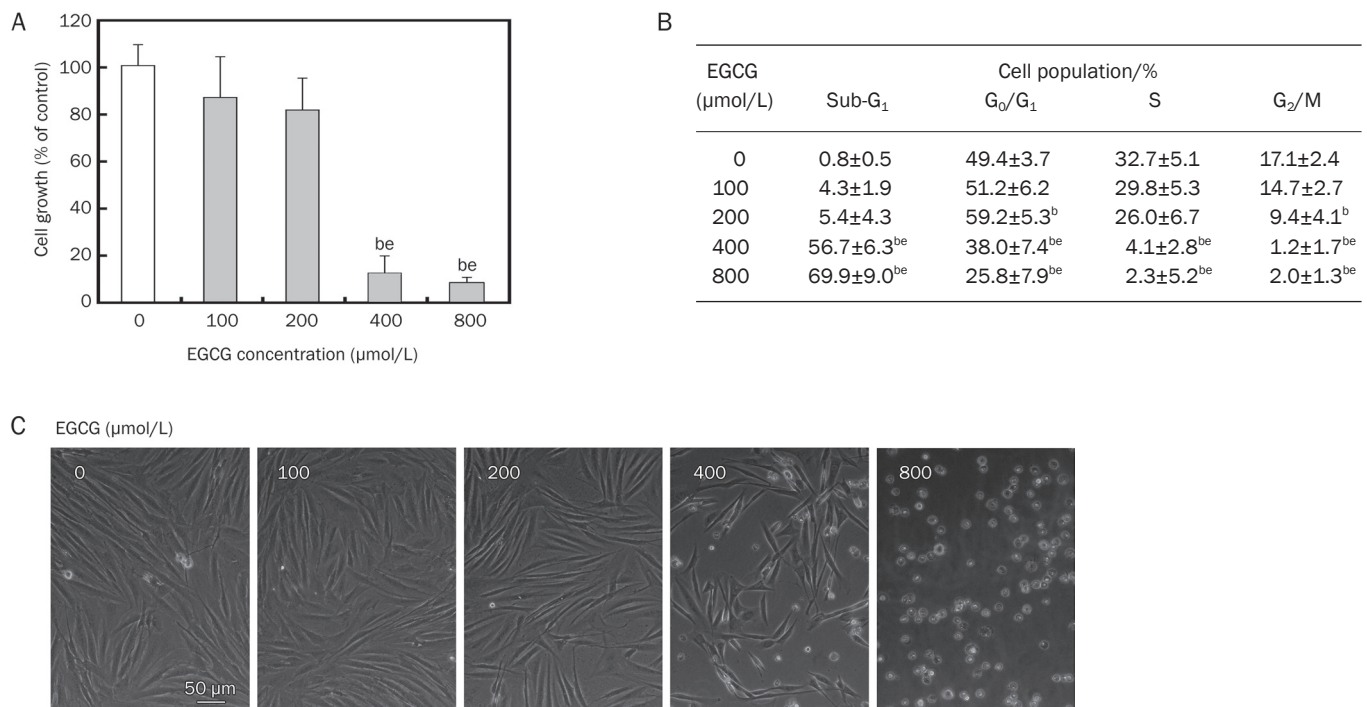 A
120
100
80
60
40
20
0
Cell growth (% of control)
be
be
0 100 200 400 800
EGCG concentration (µmol/L)
B
EGCG Cell population/%
(µmol/L) Sub-G₁ G₀/G₁ S G₂/M
0 0.8±0.5 49.4±3.7 32.7±5.1 17.1±2.4
100 4.3±1.9 51.2±6.2 29.8±5.3 14.7±2.7
200 5.4±4.3 59.2±5.3ᵇ 26.0±6.7 9.4±4.1ᵇ
400 56.7±6.3ᵇᵉ 38.0±7.4ᵇᵉ 4.1±2.8ᵇᵉ 1.2±1.7ᵇᵉ
800 69.9±9.0ᵇᵉ 25.8±7.9ᵇᵉ 2.3±5.2ᵇᵉ 2.0±1.3ᵇᵉ
C
EGCG (µmol/L)
0 100 200 400 800
50 µm